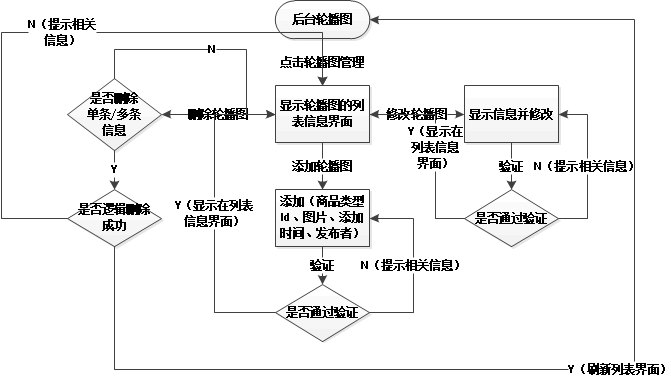 后台轮播图
N（提示相关
信息）
N
点击轮播图管理
是否删除
单条/多条
信息
删除轮播图
显示轮播图的列
表信息界面
修改轮播图
显示信息并修改
Y（显示在
列表信息
界面）
验证
N（提示相关信息）
Y
添加轮播图
是否逻辑删除
成功
Y（显示在列表
信息界面）
添加（商品类型
Id、图片、添加
时间、发布者）
是否通过验证
验证
N（提示相关信息）
是否通过验证
Y（刷新列表界面）